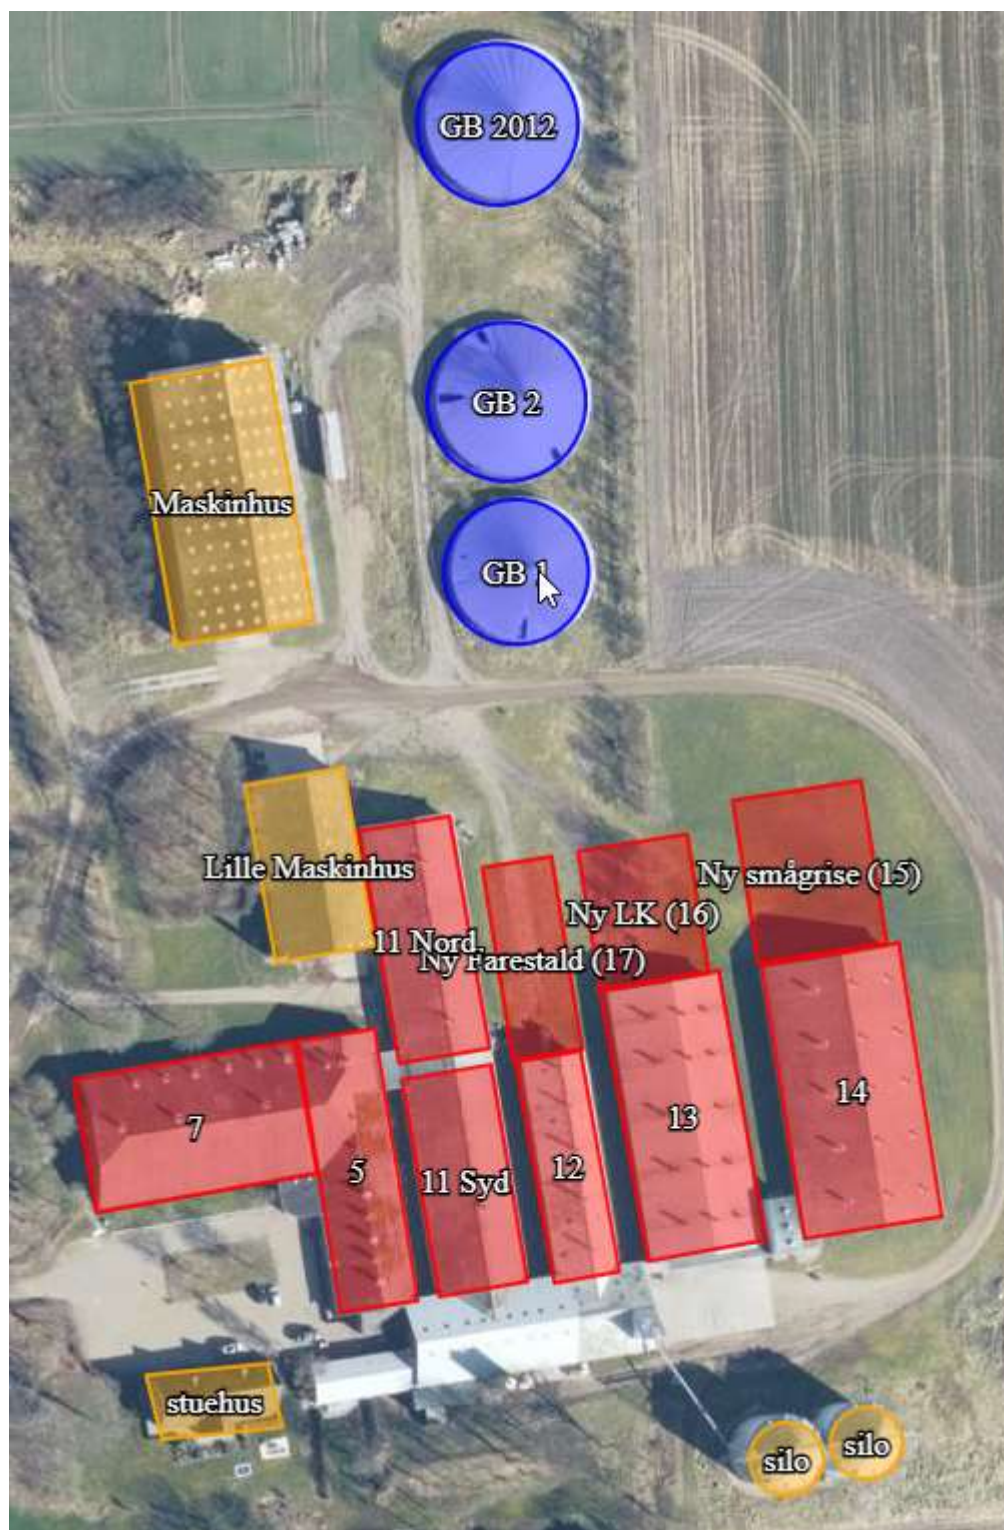 GB 2012
GB 2
Maskinhus
GB 1
Lille Maskinhus
Ny smågrise (15)
Ny LK (16)
11 Nord
Ny Farestald (17)
14
13
7
5
11 Syd
12
stuehus
silo
silo